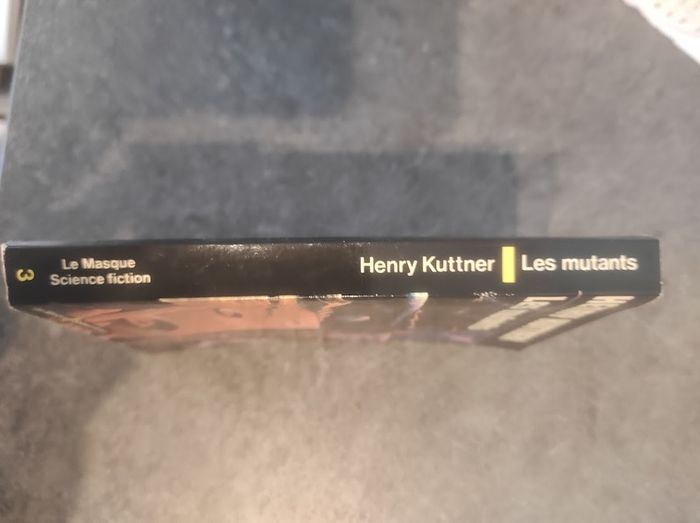 3
Le Masque
Science fiction
Henry Kuttner
Les mutants